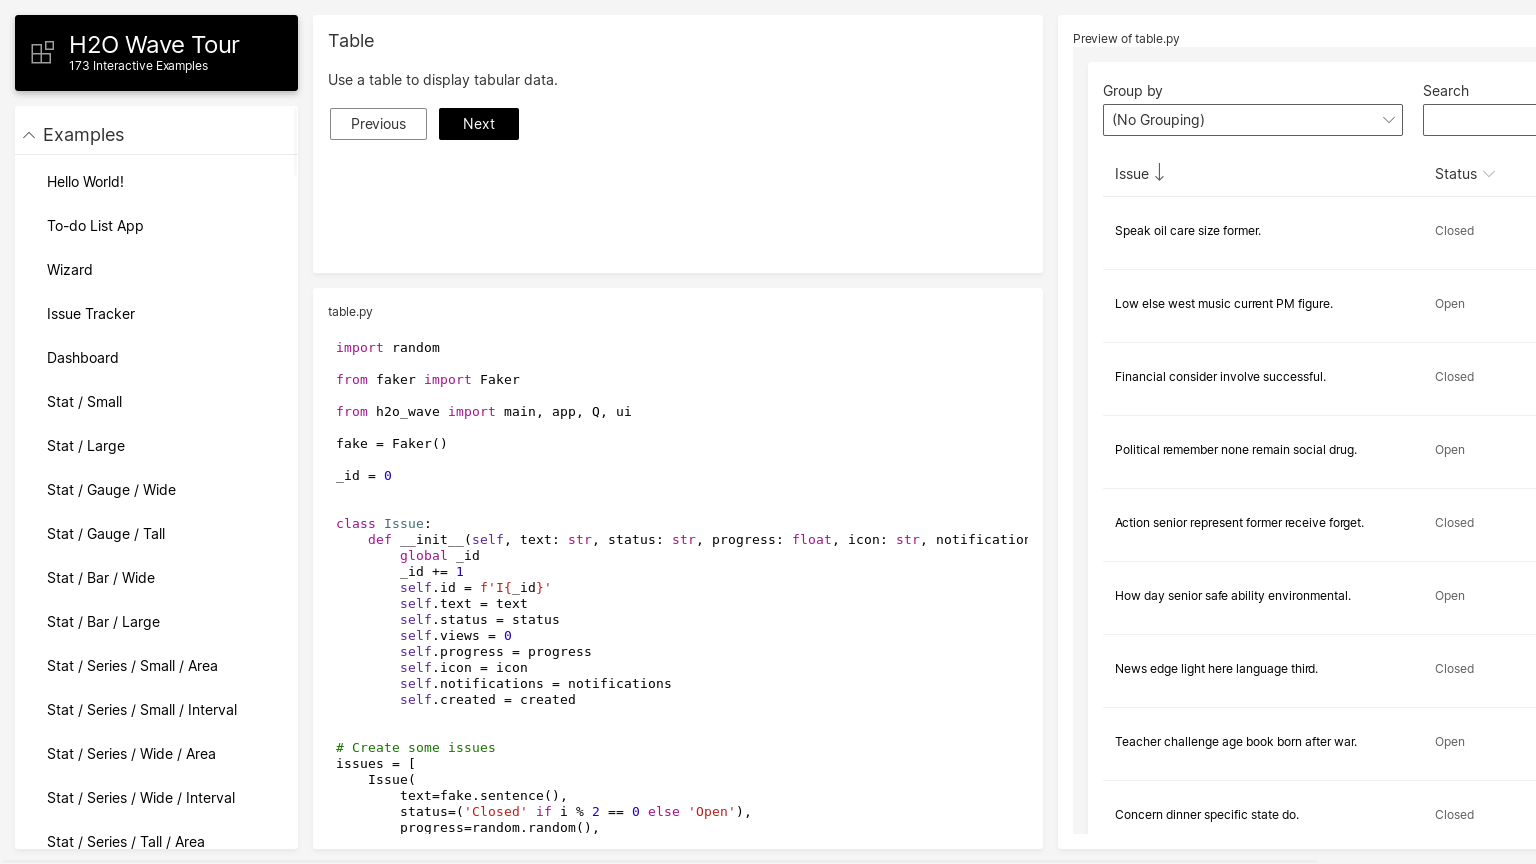 H2O Wave Tour
173 Interactive Examples
Examples
Hello World!
To-do List App
Wizard
Issue Tracker
Dashboard
Stat / Small
Stat / Large
Stat / Gauge / Wide
Stat / Gauge / Tall
Stat / Bar / Wide
Stat / Bar / Large
Stat / Series / Small / Area
Stat / Series / Small / Interval
Stat / Series / Wide / Area
Stat / Series / Wide / Interval
Stat / Series / Tall / Area
Table
Use a table to display tabular data.
Previous
Next
table.py
import random
from faker import Faker
from h2o_wave import main, app, Q, ui
fake = Faker()
_id = 0
class Issue:
    def __init__(self, text: str, status: str, progress: float, icon: str, notification
        global _id
        _id += 1
        self.id = f'I{_id}'
        self.text = text
        self.status = status
        self.views = 0
        self.progress = progress
        self.icon = icon
        self.notifications = notifications
        self.created = created
# Create some issues
issues = [
    Issue(
        text=fake.sentence(),
        status=('Closed' if i % 2 == 0 else 'Open'),
        progress=random.random(),
Preview of table.py
Group by
Search
(No Grouping)
Issue
Status
Speak oil care size former.
Closed
Low else west music current PM figure.
Open
Financial consider involve successful.
Closed
Political remember none remain social drug.
Open
Action senior represent former receive forget.
Closed
How day senior safe ability environmental.
Open
News edge light here language third.
Closed
Teacher challenge age book born after war.
Open
Concern dinner specific state do.
Closed